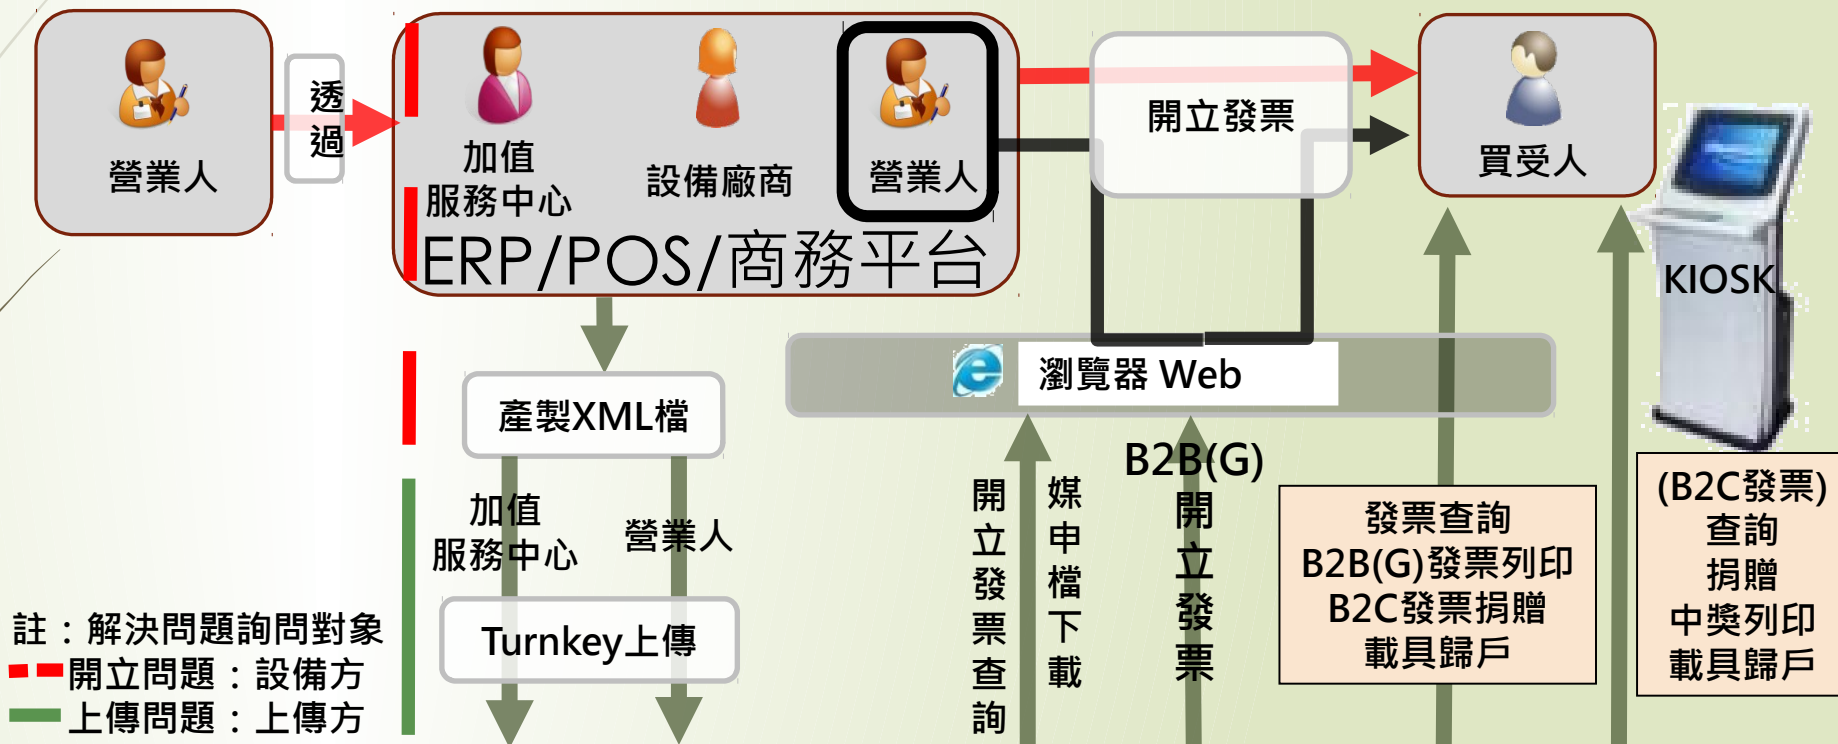 營業人
透
過
加值
服務中心
設備廠商
營業人
ERP/POS/商務平台
開立發票
買受人
KIOSK
瀏覽器 Web
產製XML檔
加值
服務中心
營業人
Turnkey上傳
開
立
發
票
查
詢
媒
申
檔
下
載
B2B(G)
開
立
發
票
發票查詢
B2B(G)發票列印
B2C發票捐贈
載具歸戶
(B2C發票)
查詢
捐贈
中獎列印
載具歸戶
註：解決問題詢問對象
開立問題：設備方
上傳問題：上傳方